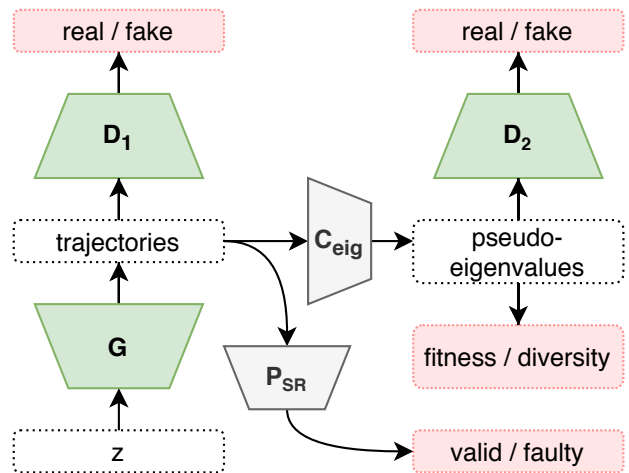 real / fake
real / fake
D1
D2
trajectories
Ceig
pseudo-
eigenvalues
G
PSR
fitness / diversity
z
valid / faulty